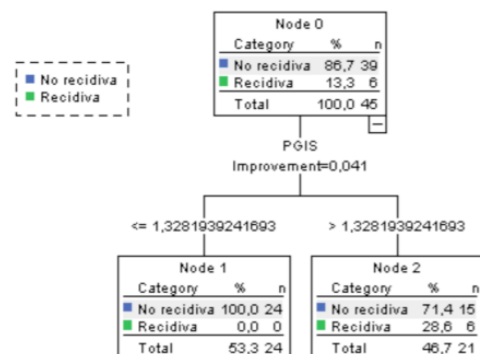 Node 0
Category % n
No recidiva 86,7 39
Recidiva 13,3 6
Total 100,0 45
No recidiva
Recidiva
PGIS
Improvement=0,041
<= 1,3281939241693
> 1,3281939241693
Node 1
Category % n
No recidiva 100,0 24
Recidiva 0,0 0
Total 53,3 24
Node 2
Category % n
No recidiva 71,4 15
Recidiva 28,6 6
Total 46,7 21